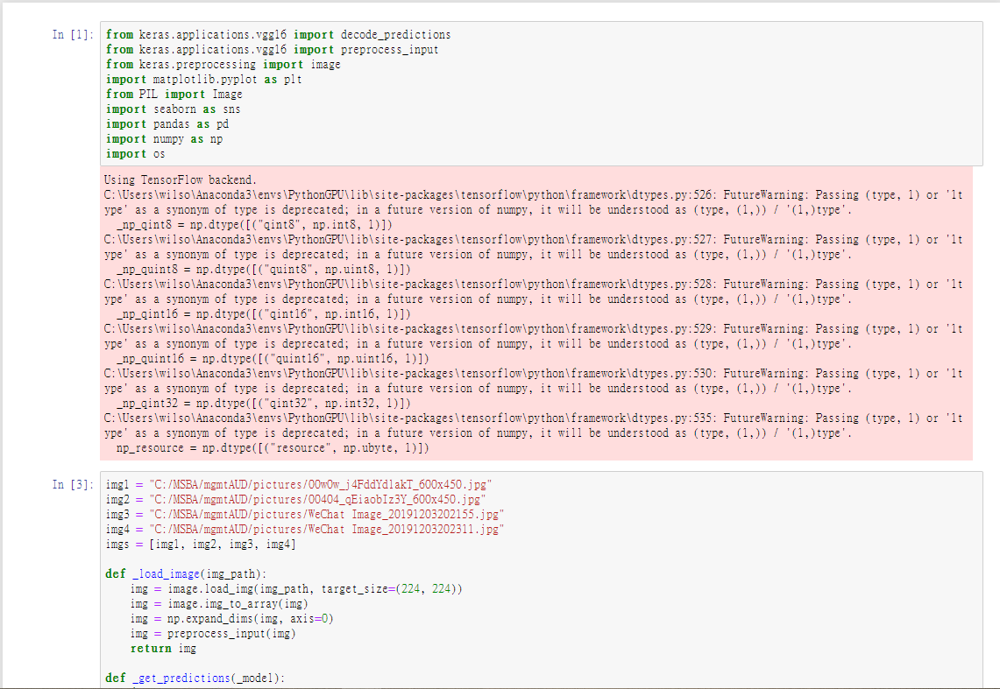 In [1]: from keras.applications.vgg16 import decode_predictions
from keras.applications.vgg16 import preprocess_input
from keras.preprocessing import image
import matplotlib.pyplot as plt
from PIL import Image
import seaborn as sns
import pandas as pd
import numpy as np
import os
Using TensorFlow backend.
C:\Users\wilso\Anaconda3\envs\PythonGPU\lib\site-packages\tensorflow\python\framework\dtypes.py:526: FutureWarning: Passing (type, 1) or '1t
ype' as a synonym of type is deprecated; in a future version of numpy, it will be understood as (type, (1,)) / '(1,)type'.
  _np_qint8 = np.dtype([("qint8", np.int8, 1)])
C:\Users\wilso\Anaconda3\envs\PythonGPU\lib\site-packages\tensorflow\python\framework\dtypes.py:527: FutureWarning: Passing (type, 1) or '1t
ype' as a synonym of type is deprecated; in a future version of numpy, it will be understood as (type, (1,)) / '(1,)type'.
  _np_quint8 = np.dtype([("quint8", np.uint8, 1)])
C:\Users\wilso\Anaconda3\envs\PythonGPU\lib\site-packages\tensorflow\python\framework\dtypes.py:528: FutureWarning: Passing (type, 1) or '1t
ype' as a synonym of type is deprecated; in a future version of numpy, it will be understood as (type, (1,)) / '(1,)type'.
  _np_qint16 = np.dtype([("qint16", np.int16, 1)])
C:\Users\wilso\Anaconda3\envs\PythonGPU\lib\site-packages\tensorflow\python\framework\dtypes.py:529: FutureWarning: Passing (type, 1) or '1t
ype' as a synonym of type is deprecated; in a future version of numpy, it will be understood as (type, (1,)) / '(1,)type'.
  _np_quint16 = np.dtype([("quint16", np.uint16, 1)])
C:\Users\wilso\Anaconda3\envs\PythonGPU\lib\site-packages\tensorflow\python\framework\dtypes.py:530: FutureWarning: Passing (type, 1) or '1t
ype' as a synonym of type is deprecated; in a future version of numpy, it will be understood as (type, (1,)) / '(1,)type'.
  _np_qint32 = np.dtype([("qint32", np.int32, 1)])
C:\Users\wilso\Anaconda3\envs\PythonGPU\lib\site-packages\tensorflow\python\framework\dtypes.py:535: FutureWarning: Passing (type, 1) or '1t
ype' as a synonym of type is deprecated; in a future version of numpy, it will be understood as (type, (1,)) / '(1,)type'.
  np_resource = np.dtype([("resource", np.ubyte, 1)])
In [3]: img1 = "C:/MSBA/mgmtAUD/pictures/00w0w_j4FddYdlakT_600x450.jpg"
img2 = "C:/MSBA/mgmtAUD/pictures/00404_qEiaobIz3Y_600x450.jpg"
img3 = "C:/MSBA/mgmtAUD/pictures/WeChat Image_20191203202155.jpg"
img4 = "C:/MSBA/mgmtAUD/pictures/WeChat Image_20191203202311.jpg"
imgs = [img1, img2, img3, img4]
def _load_image(img_path):
    img = image.load_img(img_path, target_size=(224, 224))
    img = image.img_to_array(img)
    img = np.expand_dims(img, axis=0)
    img = preprocess_input(img)
    return img
def _get_predictions(_model):